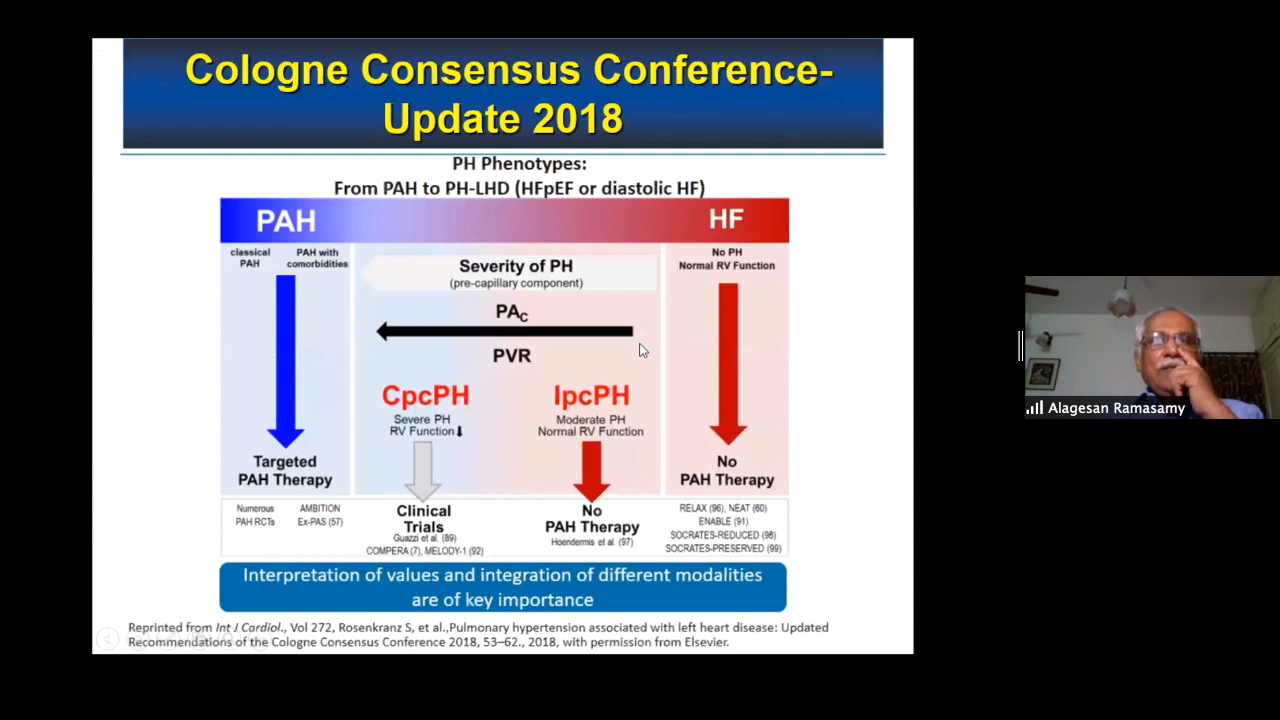 Cologne Consensus Conference-
Update 2018
PH Phenotypes:
From PAH to PH-LHD (HFpEF or diastolic HF)
PAH
HF
classical
PAH
PAH with
comorbidities
Severity of PH
(pre-capillary component)
No PH
Normal RV Function
PAC
PVR
CpcPH
Severe PH
RV Function⬇
IpcPH
Moderate PH
Normal RV Function
Targeted
PAH Therapy
No
PAH Therapy
Numerous
PAH RCTs
AMBITION
Ex-PAS (57)
Clinical
Trials
Guazzi et al. (89)
COMPERA (7), MELODY-1 (92)
No
PAH Therapy
Hoendermis et al. (97)
RELAX (96), NEAT (60)
ENABLE (91)
SOCRATES-REDUCED (98)
SOCRATES-PRESERVED (99)
Interpretation of values and integration of different modalities
are of key importance
Reprinted from Int J Cardiol., Vol 272, Rosenkranz S, et al.,Pulmonary hypertension associated with left heart disease: Updated
Recommendations of the Cologne Consensus Conference 2018, 53–62., 2018, with permission from Elsevier.
Alagesan Ramasamy